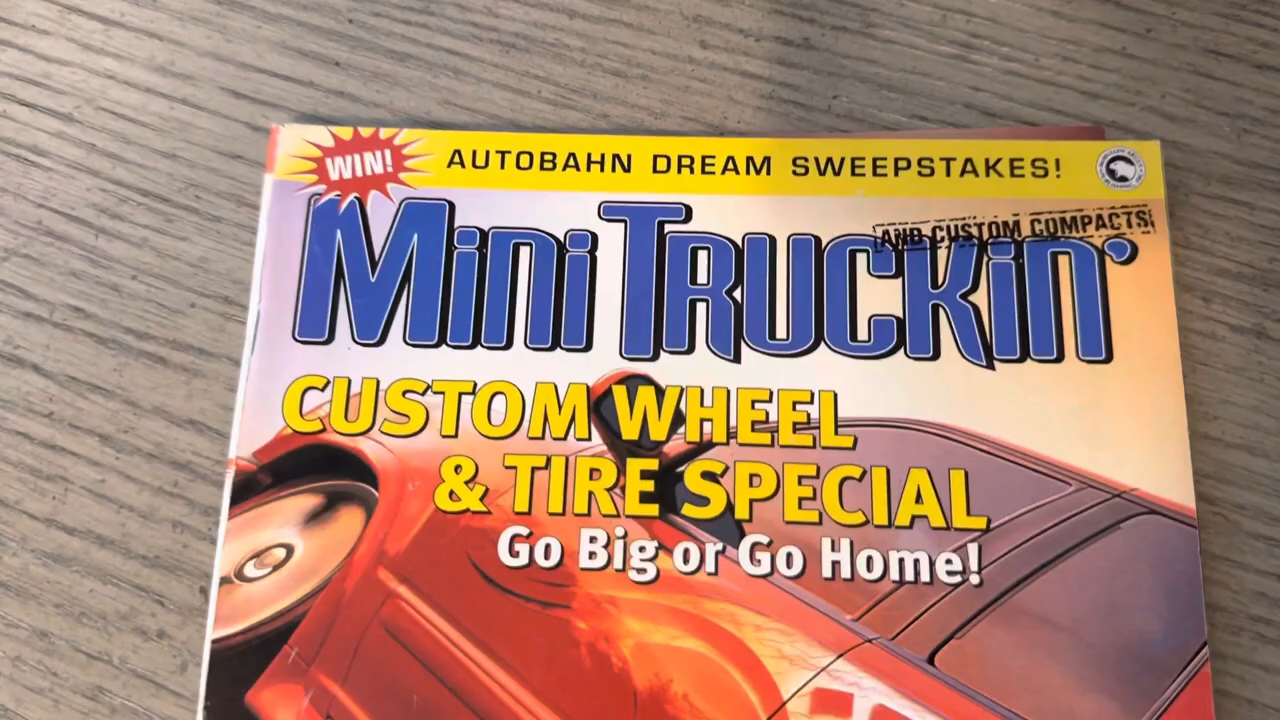 WIN!
AUTOBAHN DREAM SWEEPSTAKES!
Mini Truckin'
AND CUSTOM COMPACTS
CUSTOM WHEEL
& TIRE SPECIAL
Go Big or Go Home!